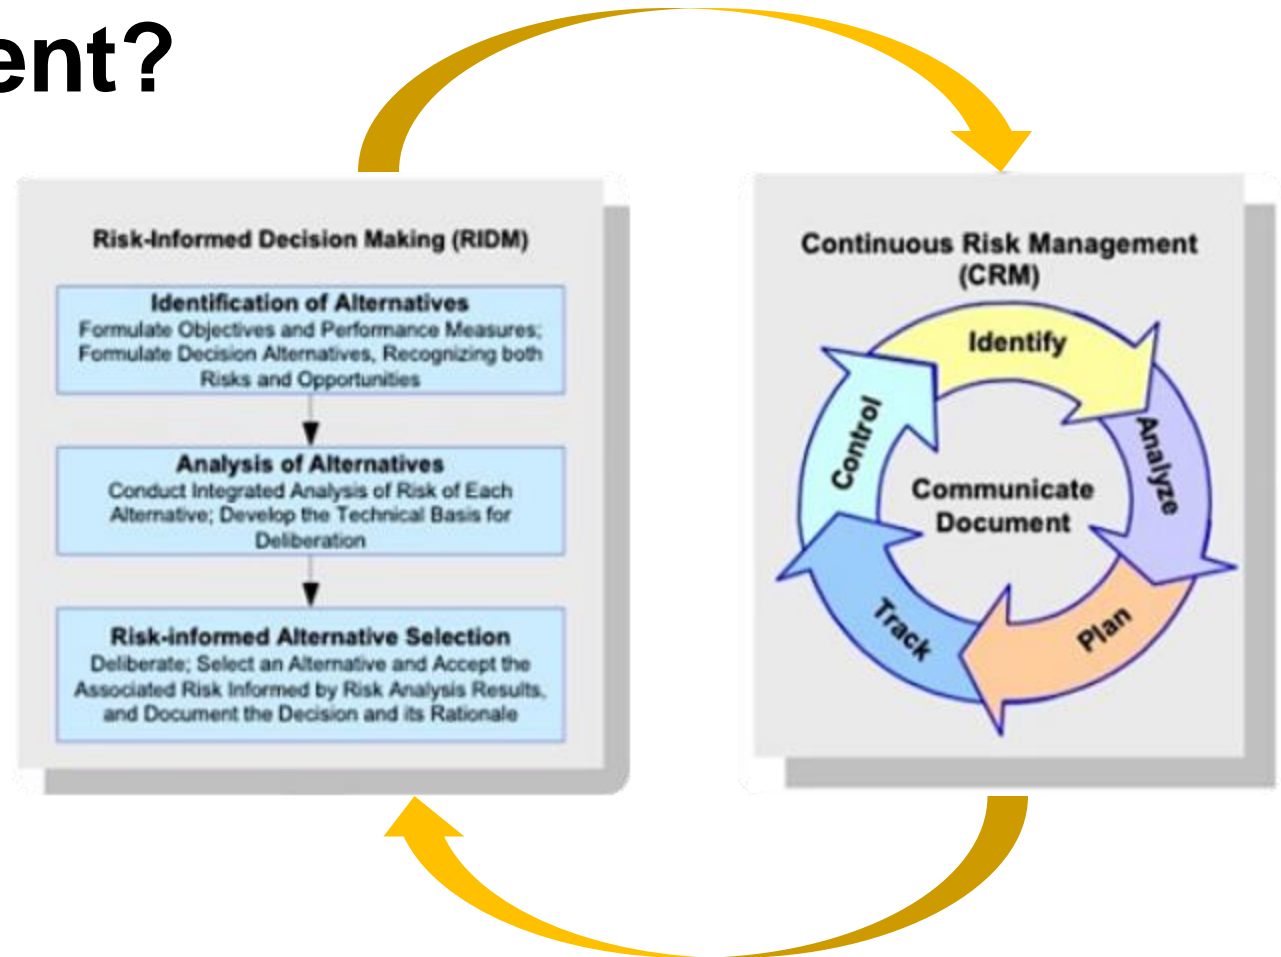 ent?
Risk-Informed Decision Making (RIDM)
Identification of Alternatives
Formulate Objectives and Performance Measures;
Formulate Decision Alternatives, Recognizing both
Risks and Opportunities
Analysis of Alternatives
Conduct Integrated Analysis of Risk of Each
Alternative; Develop the Technical Basis for
Deliberation
Risk-informed Alternative Selection
Deliberate; Select an Alternative and Accept the
Associated Risk Informed by Risk Analysis Results,
and Document the Decision and its Rationale
Continuous Risk Management
(CRM)
Identify
Analyze
Plan
Track
Control
Communicate
Document